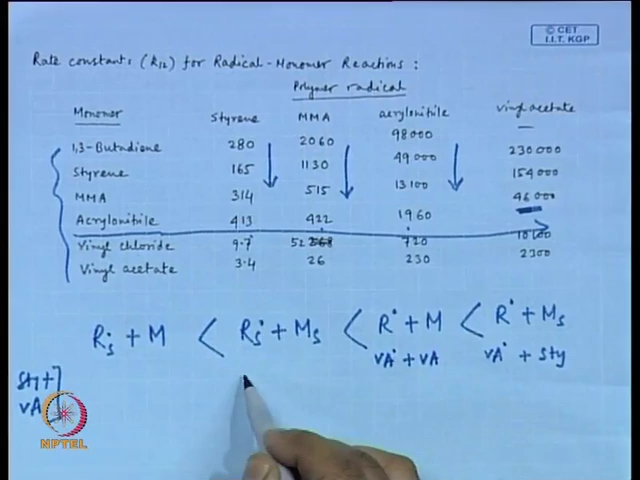 © CET
I.I.T. KGP
Rate constants (k12) for Radical-Monomer Reactions :
Polymer radical
Monomer Styrene MMA acrylonitrile vinyl acetate
1,3-Butadiene 280 2060 98000 230000
Styrene 165 1130 49000 154000
MMA 314 515 13100 46000
Acrylonitrile 413 422 1960
Vinyl chloride 9.7 52 720 10100
Vinyl acetate 3.4 26 230 2300
Rs• + M < Rs• + Ms < R• + M < R• + Ms
VA• + VA VA• + Sty
Sty +
VA
NPTEL